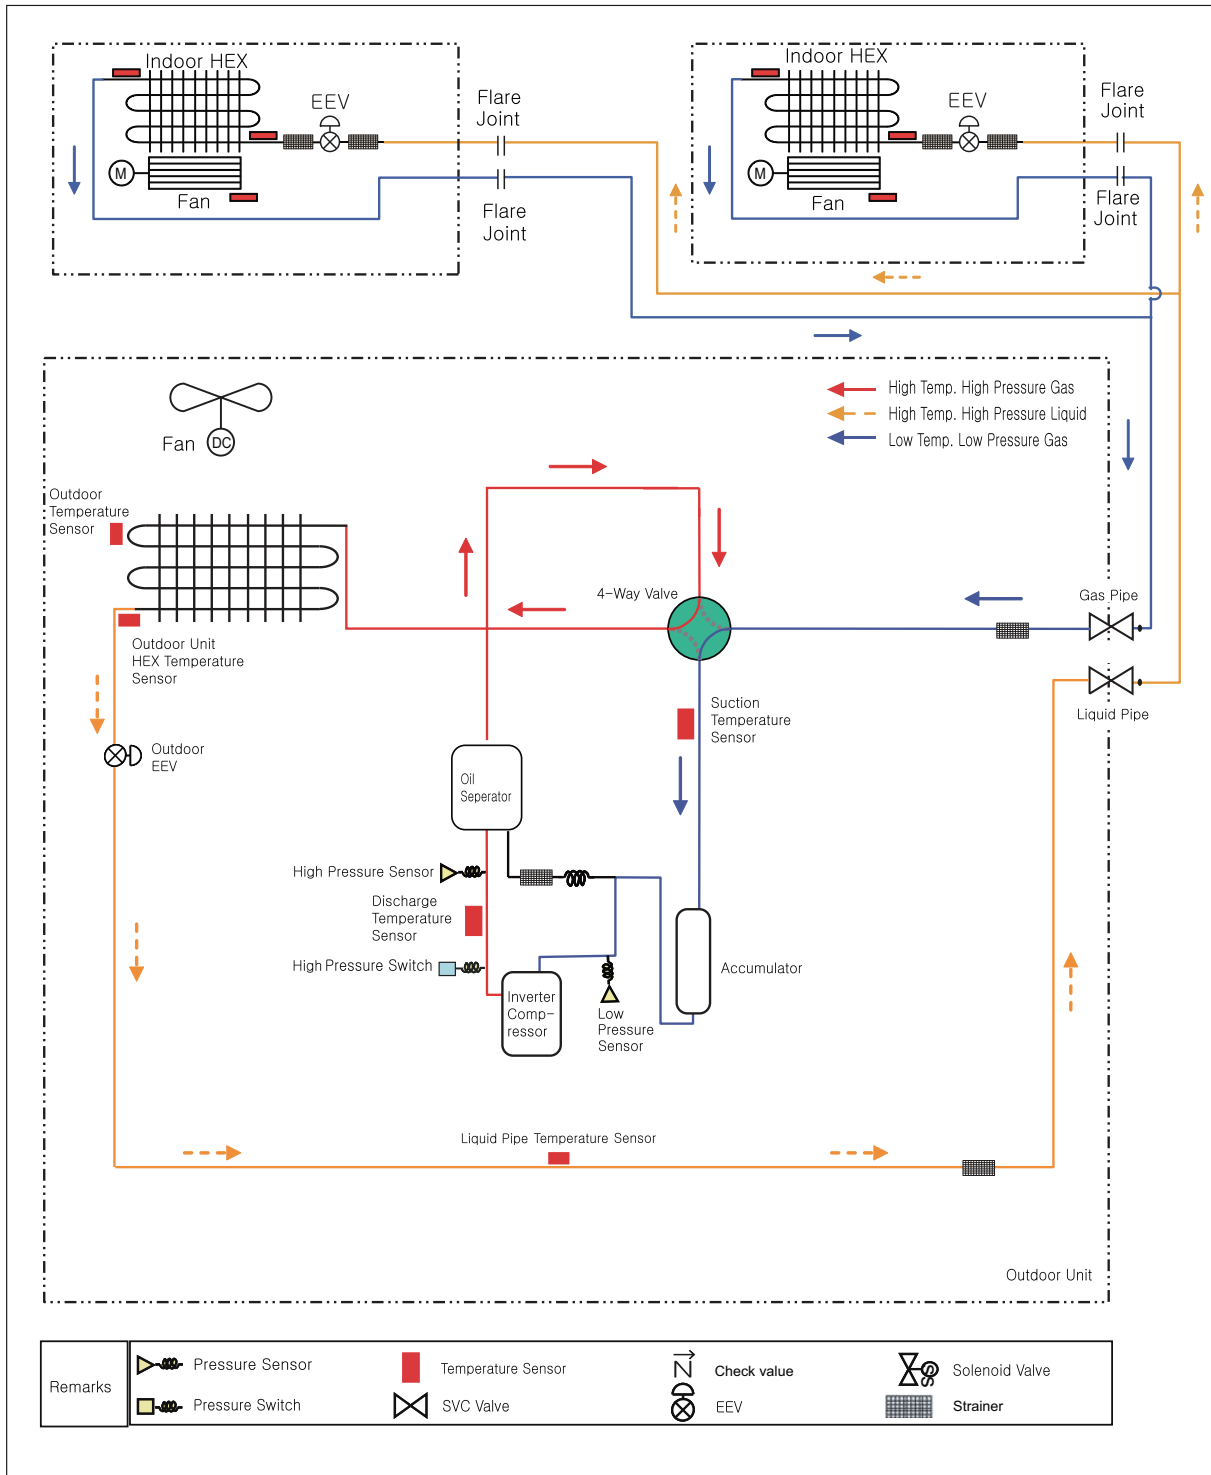 Indoor HEX
EEV
Flare
Joint
M
Fan
Flare
Joint
Indoor HEX
EEV
Flare
Joint
M
Fan
Flare
Joint
High Temp. High Pressure Gas
High Temp. High Pressure Liquid
Low Temp. Low Pressure Gas
Fan
DC
Outdoor
Temperature
Sensor
4-Way Valve
Gas Pipe
Outdoor Unit
HEX Temperature
Sensor
Liquid Pipe
Suction
Temperature
Sensor
Outdoor
EEV
Oil
Seperator
High Pressure Sensor
Discharge
Temperature
Sensor
High Pressure Switch
Accumulator
Inverter
Comp-
ressor
Low
Pressure
Sensor
Liquid Pipe Temperature Sensor
Outdoor Unit
Remarks
Pressure Sensor
Temperature Sensor
Check value
Solenoid Valve
Pressure Switch
SVC Valve
EEV
Strainer